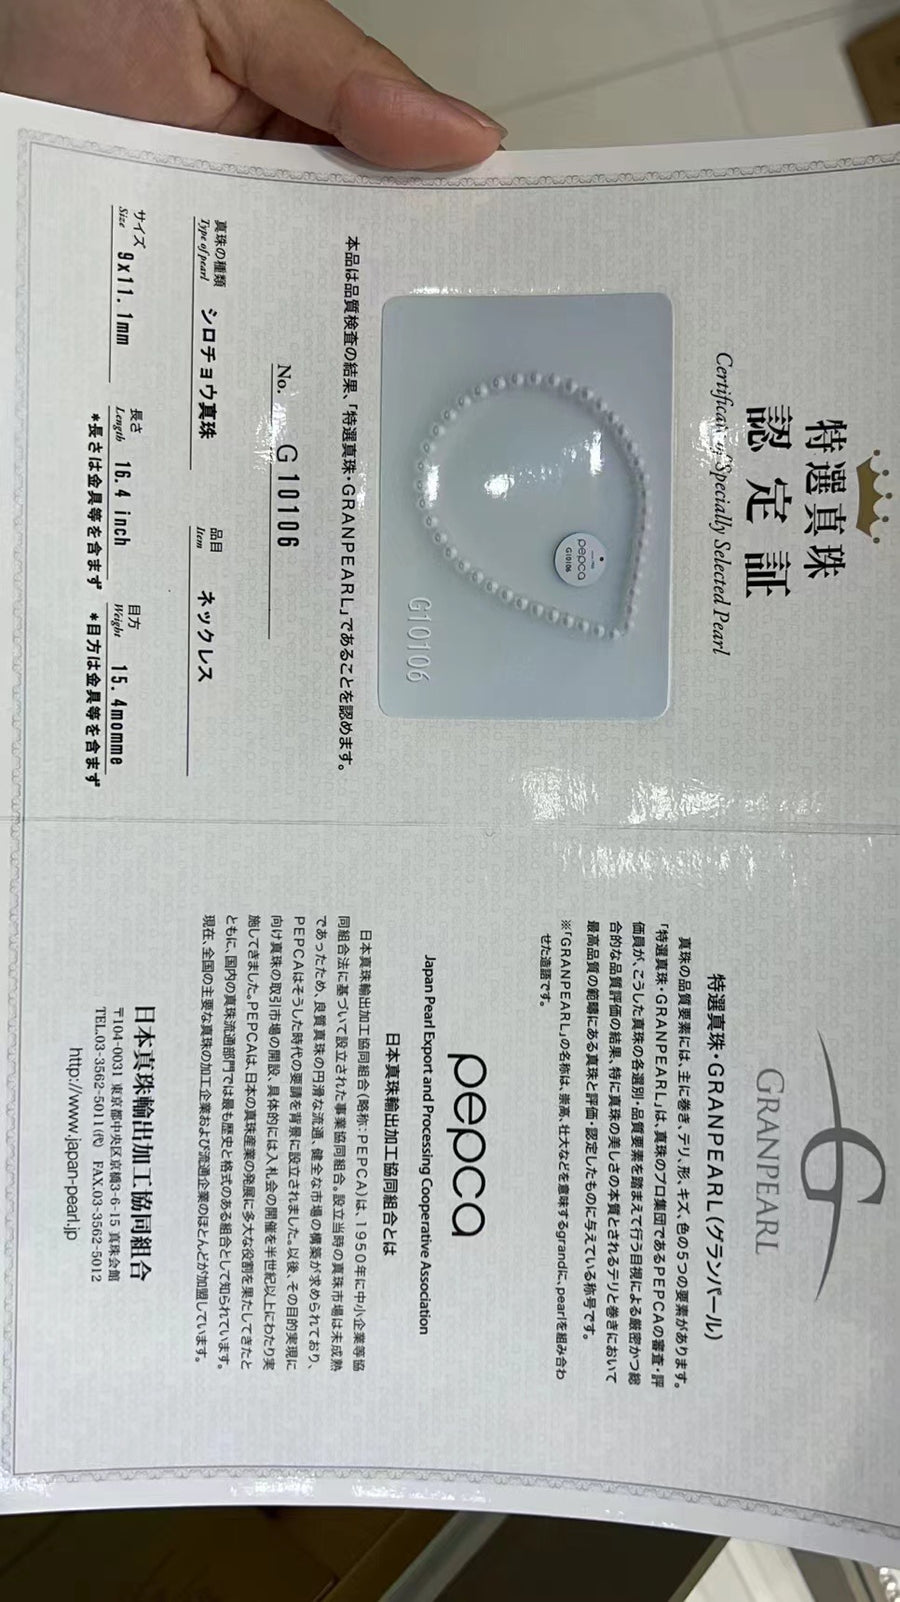 特選真珠
認定証
Certificate of Specially Selected Pearl
pepca
G10106
G10106
本品は品質検査の結果、「特選真珠・GRANPEARL」であることを認めます。
No. G10106
真珠の種類 シロチョウ真珠 品目 ネックレス
Type of pearl Item
サイズ 9x11.1mm 長さ 16.4 inch 目方 15.4momme
Size Length Weight
*長さは金具等を含まず *目方は金具等を含まず
G
GRANPEARL
特選真珠・GRANPEARL(グランパール)
真珠の品質要素には、主に巻き、テリ、形、キズ、色の5つの要素があります。
「特選真珠・GRANPEARL」は、真珠のプロ集団であるPEPCAの審査・評
価員が、こうした真珠の各選別・品質要素を踏まえて行う目視による厳密かつ総
合的な品質評価の結果、特に真珠の美しさの本質とされるテリと巻きにおいて
最高品質の範疇にある真珠と評価・認定したものに与えている称号です。
※「GRANPEARL」の名称は、崇高、壮大などを意味するgrandに、pearlを組み合わ
せた造語です。
pepca
Japan Pearl Export and Processing Cooperative Association
日本真珠輸出加工協同組合とは
日本真珠輸出加工協同組合(略称:PEPCA)は、1950年に中小企業等協
同組合法に基づいて設立された事業協同組合。設立当時の真珠市場は未成熟
であったため、良質真珠の円滑な流通、健全な市場の構築が求められており、
PEPCAはそうした時代の要請を背景に設立されました。以後、その目的実現に
向け真珠の取引市場の開設、具体的には入札会の開催を半世紀以上にわたり実
施してきました。PEPCAは、日本の真珠産業の発展に多大な役割を果たしてきたと
ともに、国内の真珠流通部門では最も歴史と格式のある組合として知られています。
現在、全国の主要な真珠の加工企業および流通企業のほとんどが加盟しています。
日本真珠輸出加工協同組合
〒104-0031 東京都中央区京橋3-6-15 真珠会館
TEL.03-3562-5011(代) FAX.03-3562-5012
http://www.japan-pearl.jp